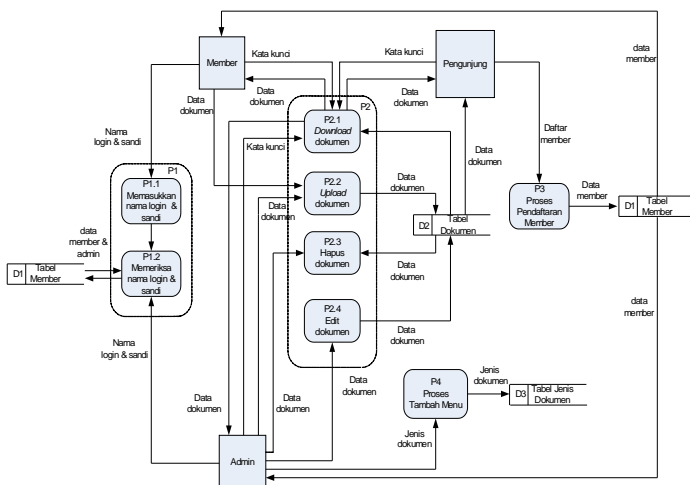 Member
Kata kunci
Data
dokumen
Kata kunci
Data
dokumen
Pengunjung
data
member
Data
dokumen
Nama
login & sandi
P2
P2.1
Download
dokumen
Kata kunci
Daftar
member
Data
dokumen
P1
P1.1
Memasukkan
nama login &
sandi
P1.2
Memeriksa
nama login &
sandi
data
member &
admin
D1
Tabel
Member
P2.2
Upload
dokumen
Data
dokumen
Data
dokumen
D2
Tabel
Dokumen
P3
Proses
Pendaftaran
Member
Data
member
D1
Tabel
Member
P2.3
Hapus
dokumen
Data
dokumen
P2.4
Edit
dokumen
Data
dokumen
data
member
Nama
login & sandi
Data
dokumen
Data
dokumen
Data
dokumen
P4
Proses
Tambah Menu
Jenis
dokumen
D3
Tabel Jenis
Dokumen
Jenis
dokumen
Admin